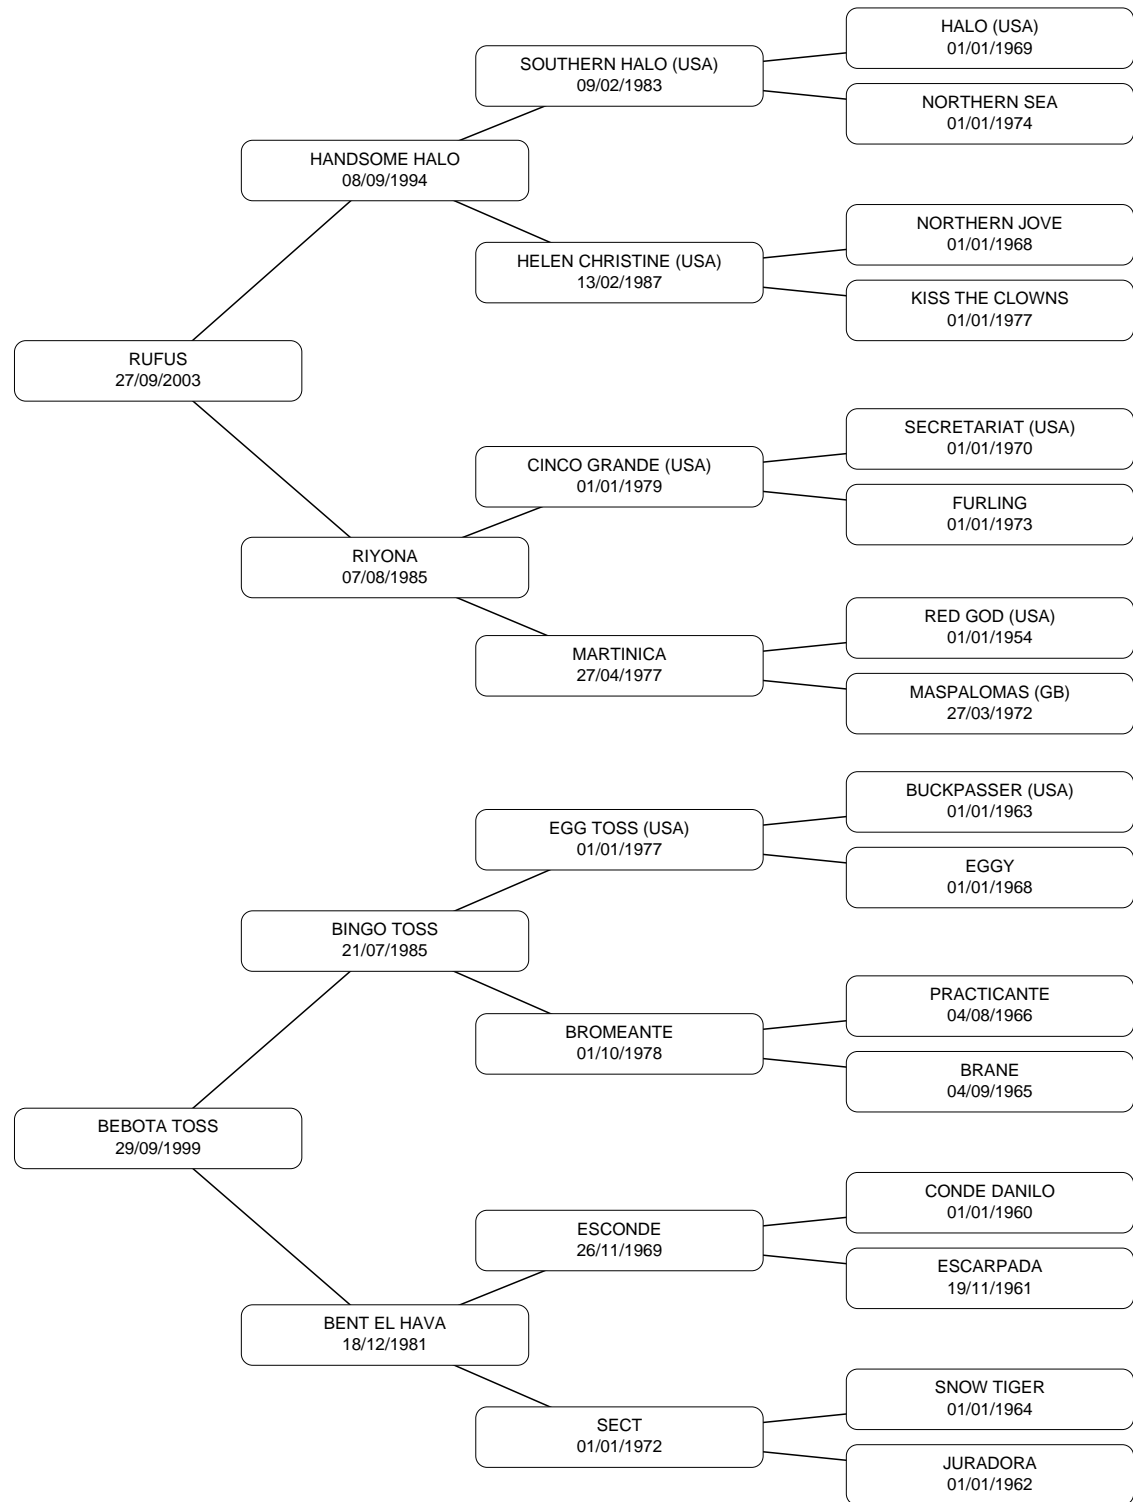 HALO (USA)
01/01/1969
SOUTHERN HALO (USA)
09/02/1983
NORTHERN SEA
01/01/1974
HANDSOME HALO
08/09/1994
NORTHERN JOVE
01/01/1968
HELEN CHRISTINE (USA)
13/02/1987
KISS THE CLOWNS
01/01/1977
RUFUS
27/09/2003
SECRETARIAT (USA)
01/01/1970
CINCO GRANDE (USA)
01/01/1979
FURLING
01/01/1973
RIYONA
07/08/1985
RED GOD (USA)
01/01/1954
MARTINICA
27/04/1977
MASPALOMAS (GB)
27/03/1972
BUCKPASSER (USA)
01/01/1963
EGG TOSS (USA)
01/01/1977
EGGY
01/01/1968
BINGO TOSS
21/07/1985
PRACTICANTE
04/08/1966
BROMEANTE
01/10/1978
BRANE
04/09/1965
BEBOTA TOSS
29/09/1999
CONDE DANILO
01/01/1960
ESCONDE
26/11/1969
ESCARPADA
19/11/1961
BENT EL HAVA
18/12/1981
SNOW TIGER
01/01/1964
SECT
01/01/1972
JURADORA
01/01/1962